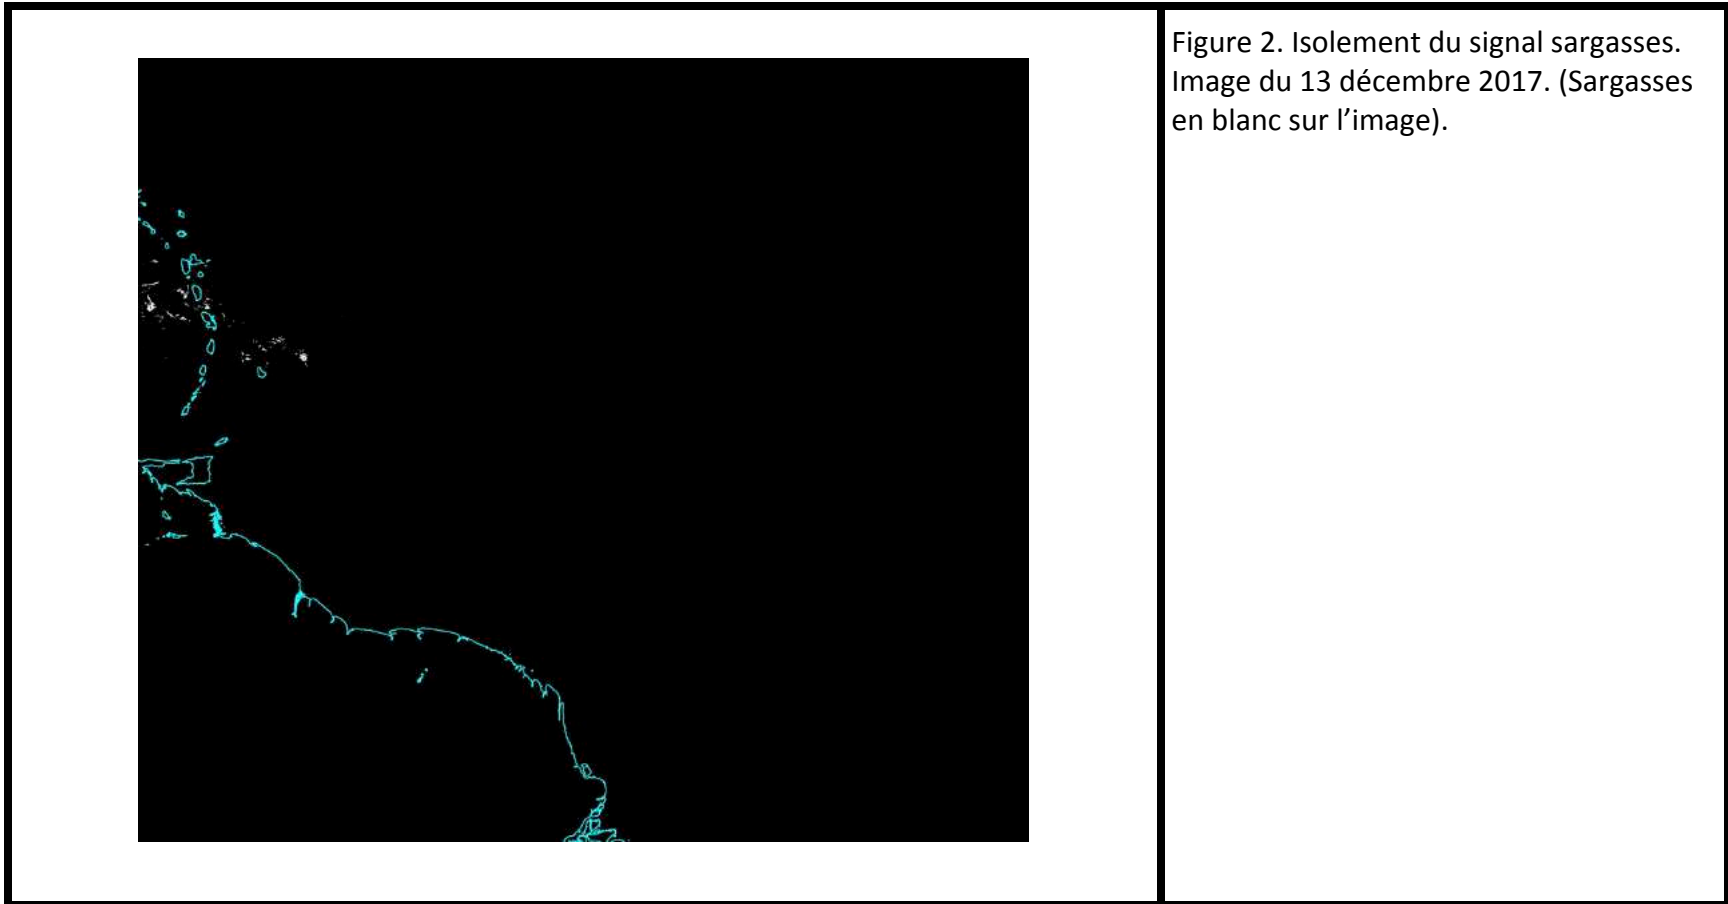 Figure 2. Isolement du signal sargasses.
Image du 13 décembre 2017. (Sargasses
en blanc sur l’image).